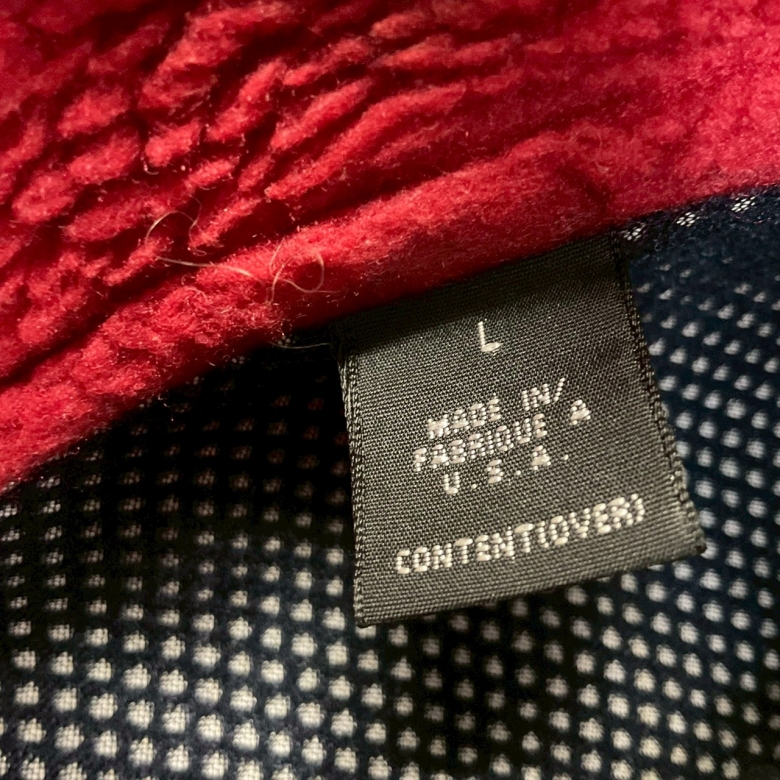 L
MADE IN/
FABRIQUE A
U.S.A.
CONTENT(OVER)